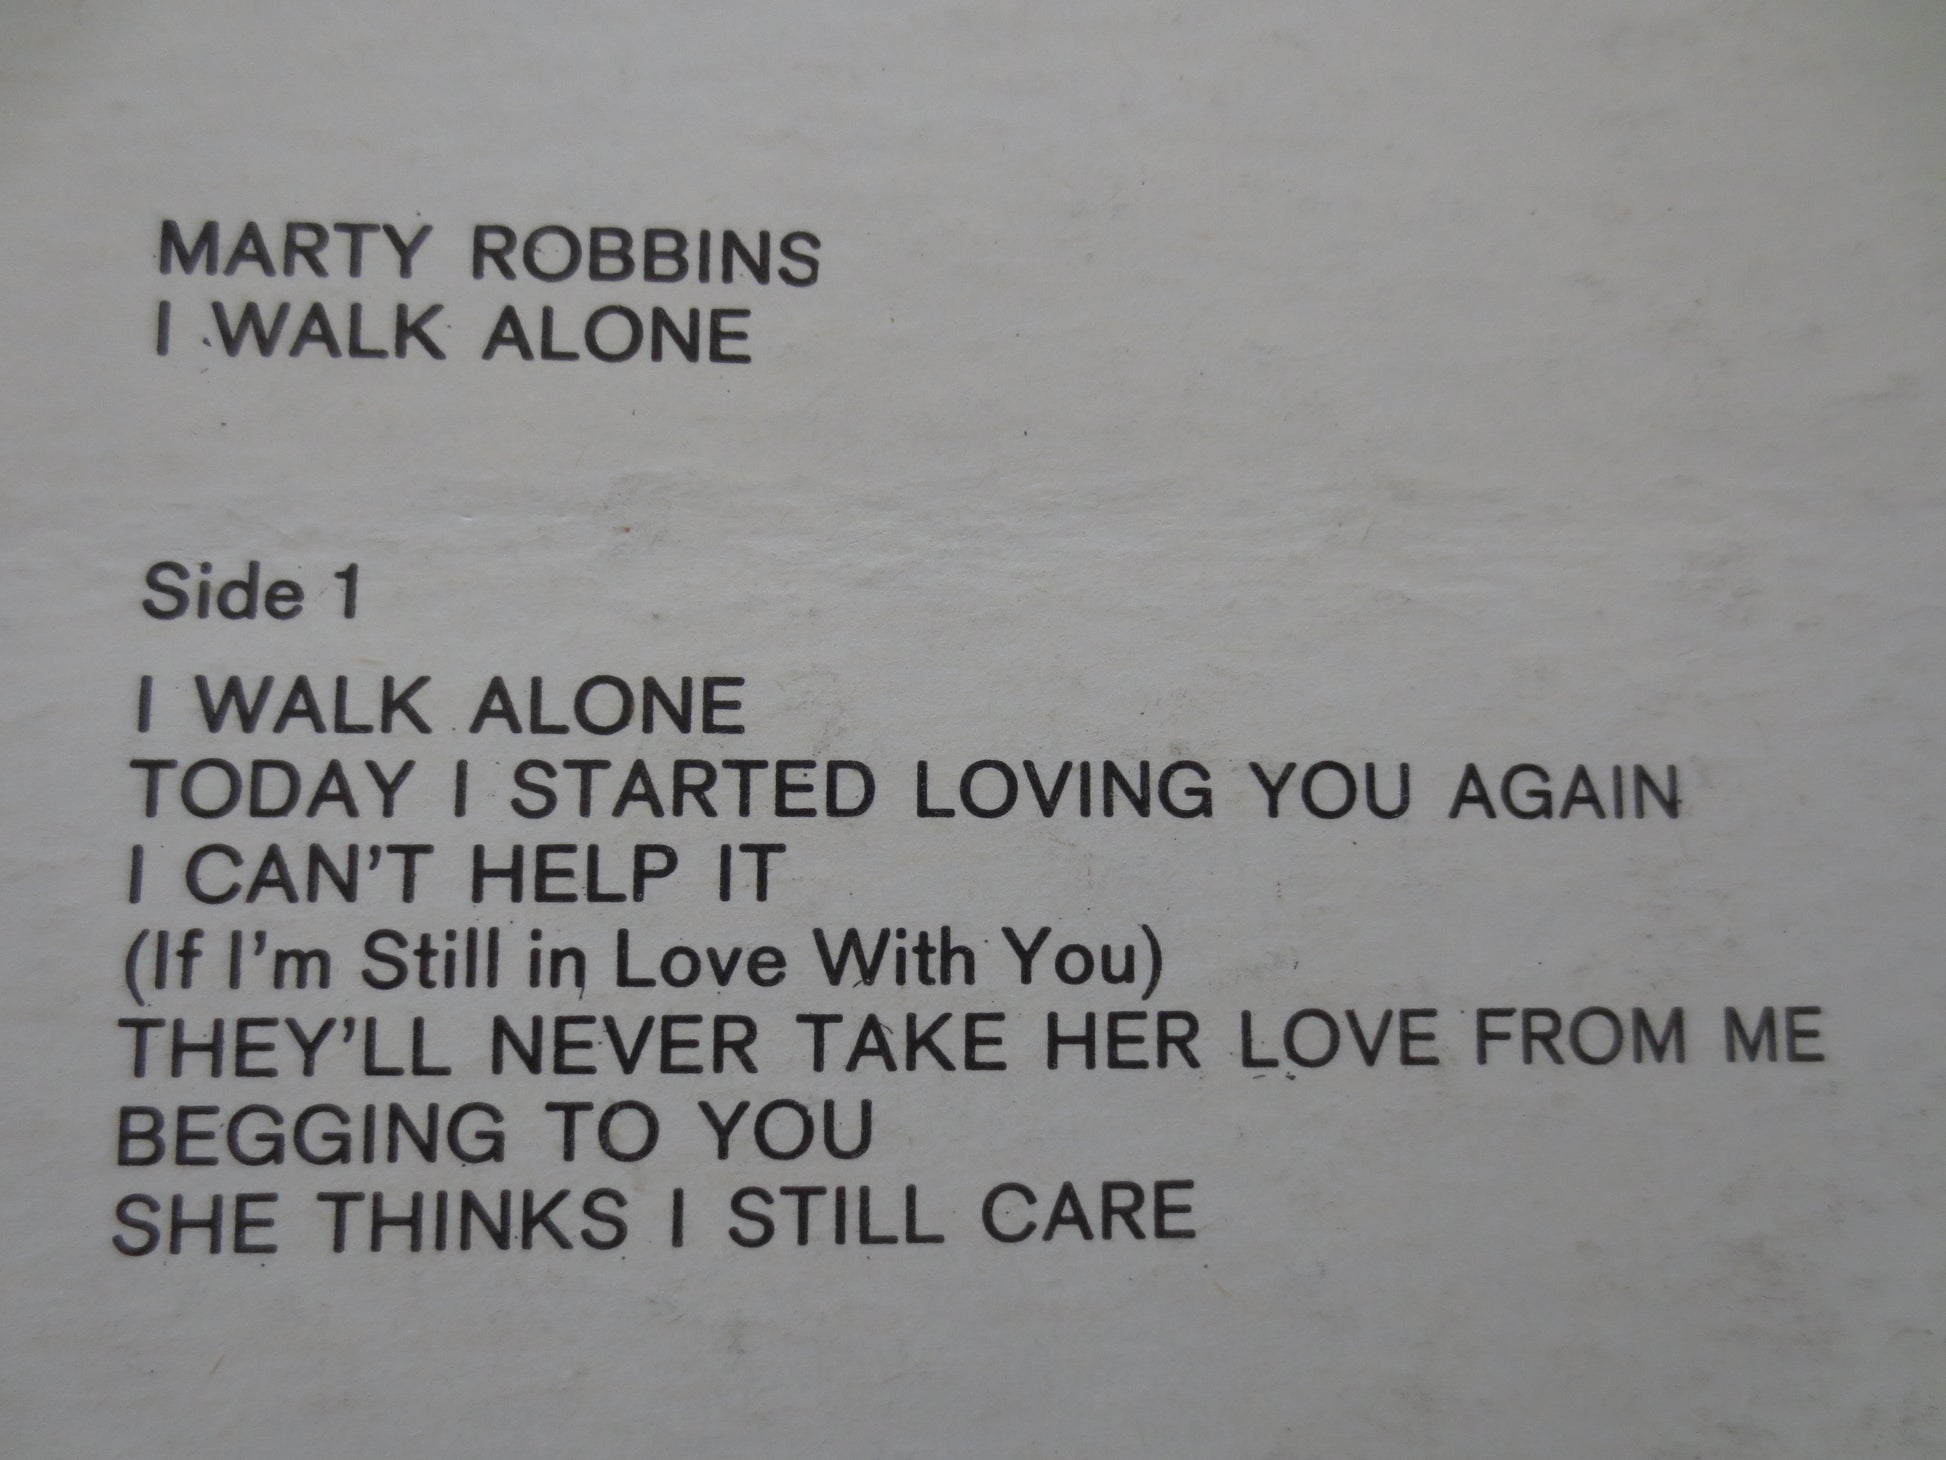 MARTY ROBBINS
I WALK ALONE
Side 1
I WALK ALONE
TODAY I STARTED LOVING YOU AGAIN
I CAN'T HELP IT
(If I'm Still in Love With You)
THEY'LL NEVER TAKE HER LOVE FROM ME
BEGGING TO YOU
SHE THINKS I STILL CARE